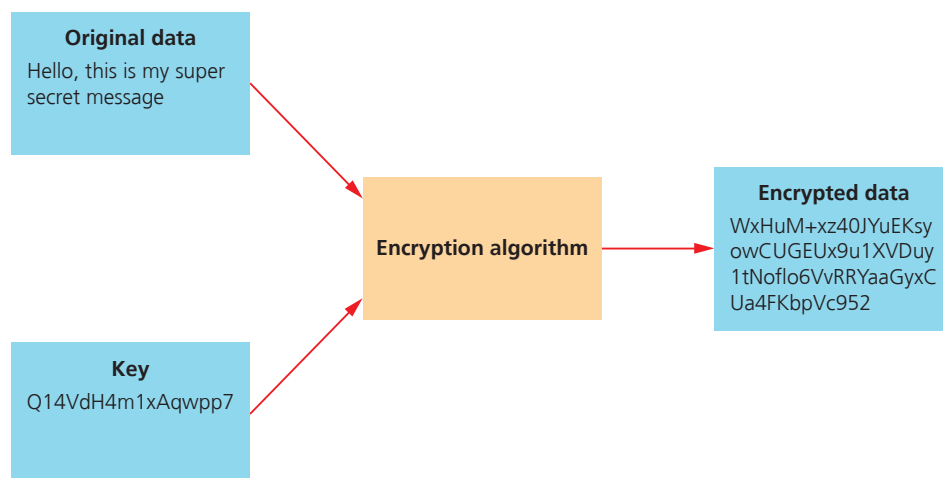 Original data
Hello, this is my super
secret message
Encryption algorithm
Encrypted data
WxHuM+xz40JYuEKsy
owCUGEUx9u1XVDuy
1tNofIo6VvRRYaaGyxC
Ua4FKbpVc952
Key
Q14VdH4m1xAqwpp7